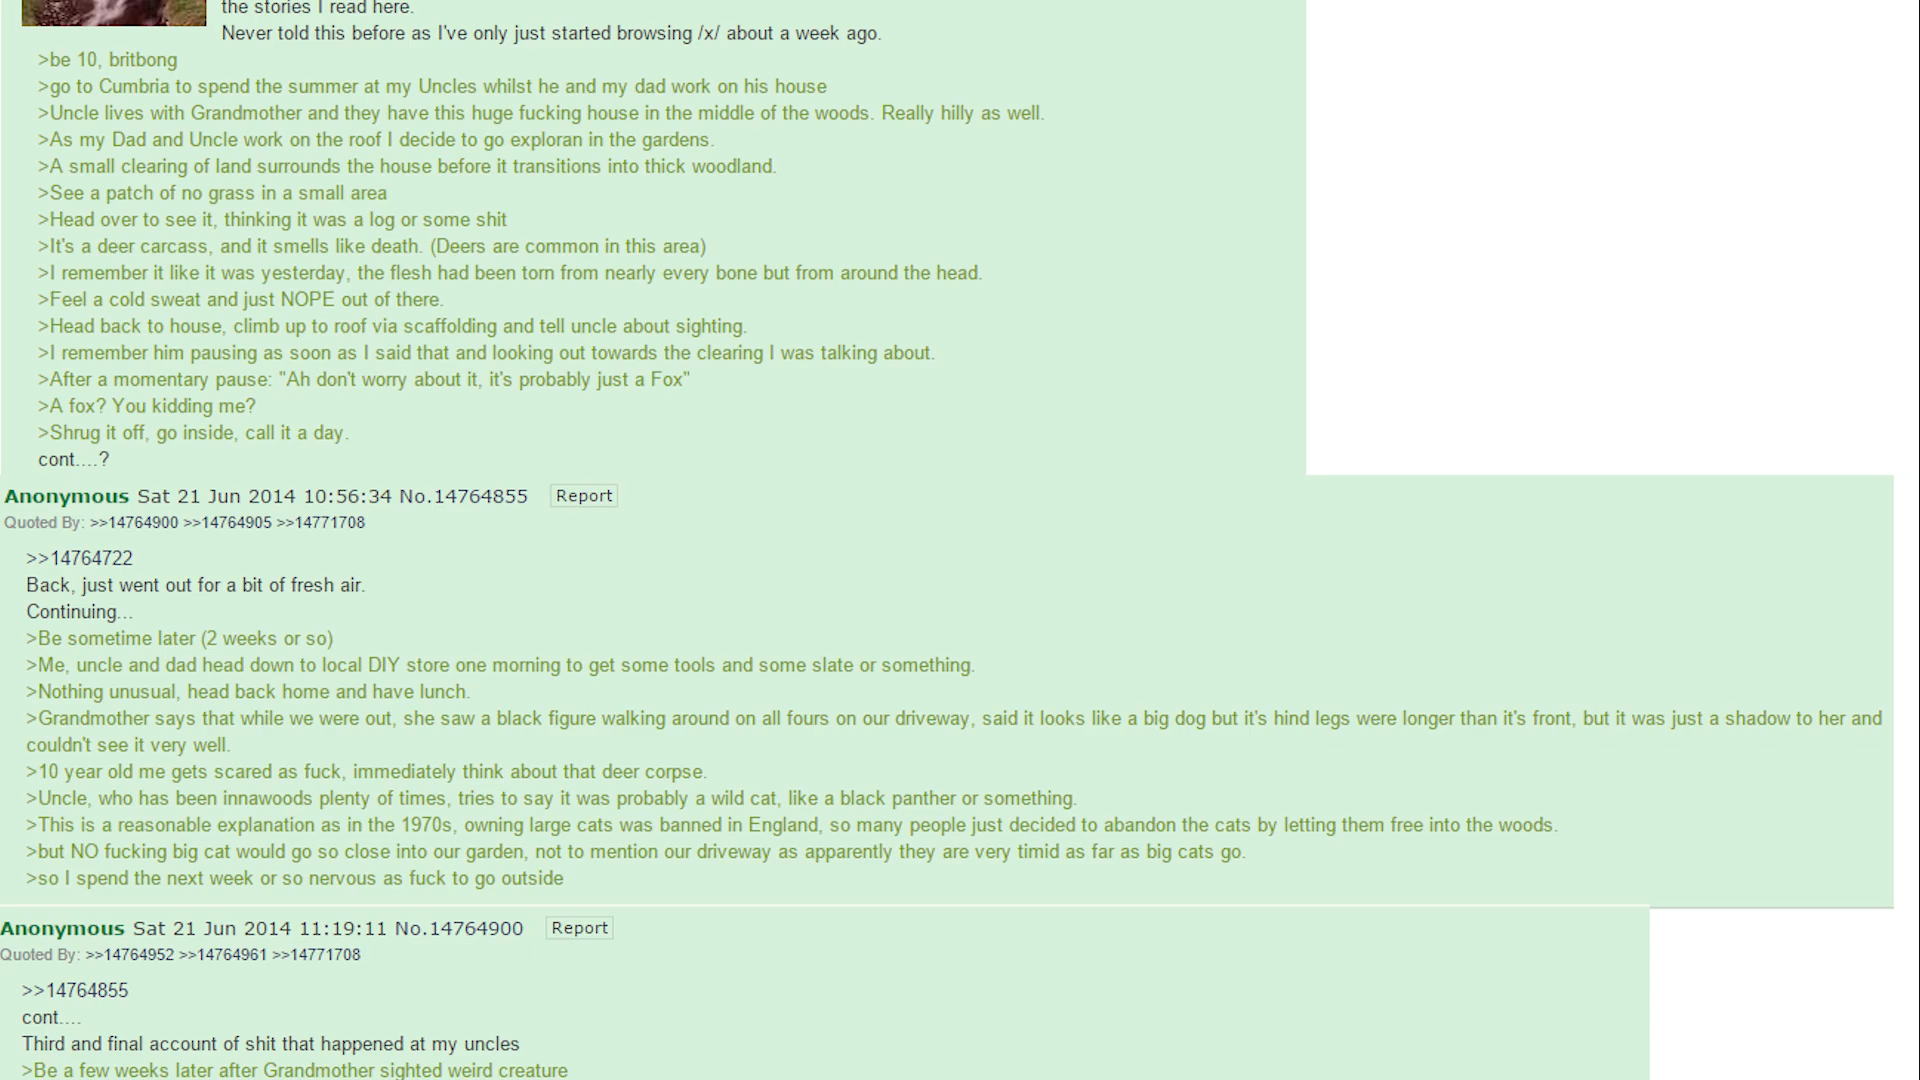 the stories I read here.
Never told this before as I've only just started browsing /x/ about a week ago.
>be 10, britbong
>go to Cumbria to spend the summer at my Uncles whilst he and my dad work on his house
>Uncle lives with Grandmother and they have this huge fucking house in the middle of the woods. Really hilly as well.
>As my Dad and Uncle work on the roof I decide to go exploran in the gardens.
>A small clearing of land surrounds the house before it transitions into thick woodland.
>See a patch of no grass in a small area
>Head over to see it, thinking it was a log or some shit
>It's a deer carcass, and it smells like death. (Deers are common in this area)
>I remember it like it was yesterday, the flesh had been torn from nearly every bone but from around the head.
>Feel a cold sweat and just NOPE out of there.
>Head back to house, climb up to roof via scaffolding and tell uncle about sighting.
>I remember him pausing as soon as I said that and looking out towards the clearing I was talking about.
>After a momentary pause: "Ah don't worry about it, it's probably just a Fox"
>A fox? You kidding me?
>Shrug it off, go inside, call it a day.
cont....?
Anonymous Sat 21 Jun 2014 10:56:34 No.14764855 Report
Quoted By: >>14764900 >>14764905 >>14771708
>>14764722
Back, just went out for a bit of fresh air.
Continuing...
>Be sometime later (2 weeks or so)
>Me, uncle and dad head down to local DIY store one morning to get some tools and some slate or something.
>Nothing unusual, head back home and have lunch.
>Grandmother says that while we were out, she saw a black figure walking around on all fours on our driveway, said it looks like a big dog but it's hind legs were longer than it's front, but it was just a shadow to her and
couldn't see it very well.
>10 year old me gets scared as fuck, immediately think about that deer corpse.
>Uncle, who has been innawoods plenty of times, tries to say it was probably a wild cat, like a black panther or something.
>This is a reasonable explanation as in the 1970s, owning large cats was banned in England, so many people just decided to abandon the cats by letting them free into the woods.
>but NO fucking big cat would go so close into our garden, not to mention our driveway as apparently they are very timid as far as big cats go.
>so I spend the next week or so nervous as fuck to go outside
Anonymous Sat 21 Jun 2014 11:19:11 No.14764900 Report
Quoted By: >>14764952 >>14764961 >>14771708
>>14764855
cont....
Third and final account of shit that happened at my uncles
>Be a few weeks later after Grandmother sighted weird creature